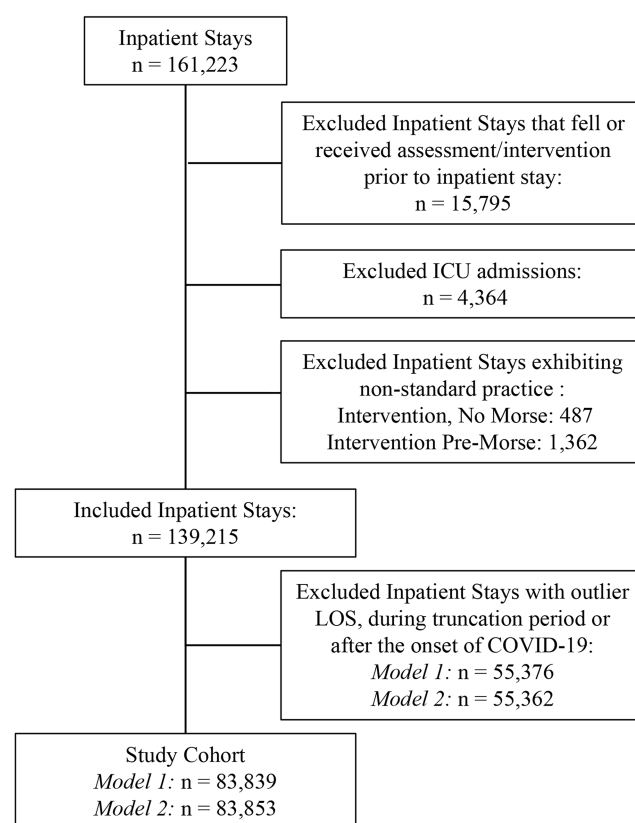 Inpatient Stays
n = 161,223
Excluded Inpatient Stays that fell or
received assessment/intervention
prior to inpatient stay:
n = 15,795
Excluded ICU admissions:
n = 4,364
Excluded Inpatient Stays exhibiting
non-standard practice :
Intervention, No Morse: 487
Intervention Pre-Morse: 1,362
Included Inpatient Stays:
n = 139,215
Excluded Inpatient Stays with outlier
LOS, during truncation period or
after the onset of COVID-19:
Model 1: n = 55,376
Model 2: n = 55,362
Study Cohort
Model 1: n = 83,839
Model 2: n = 83,853